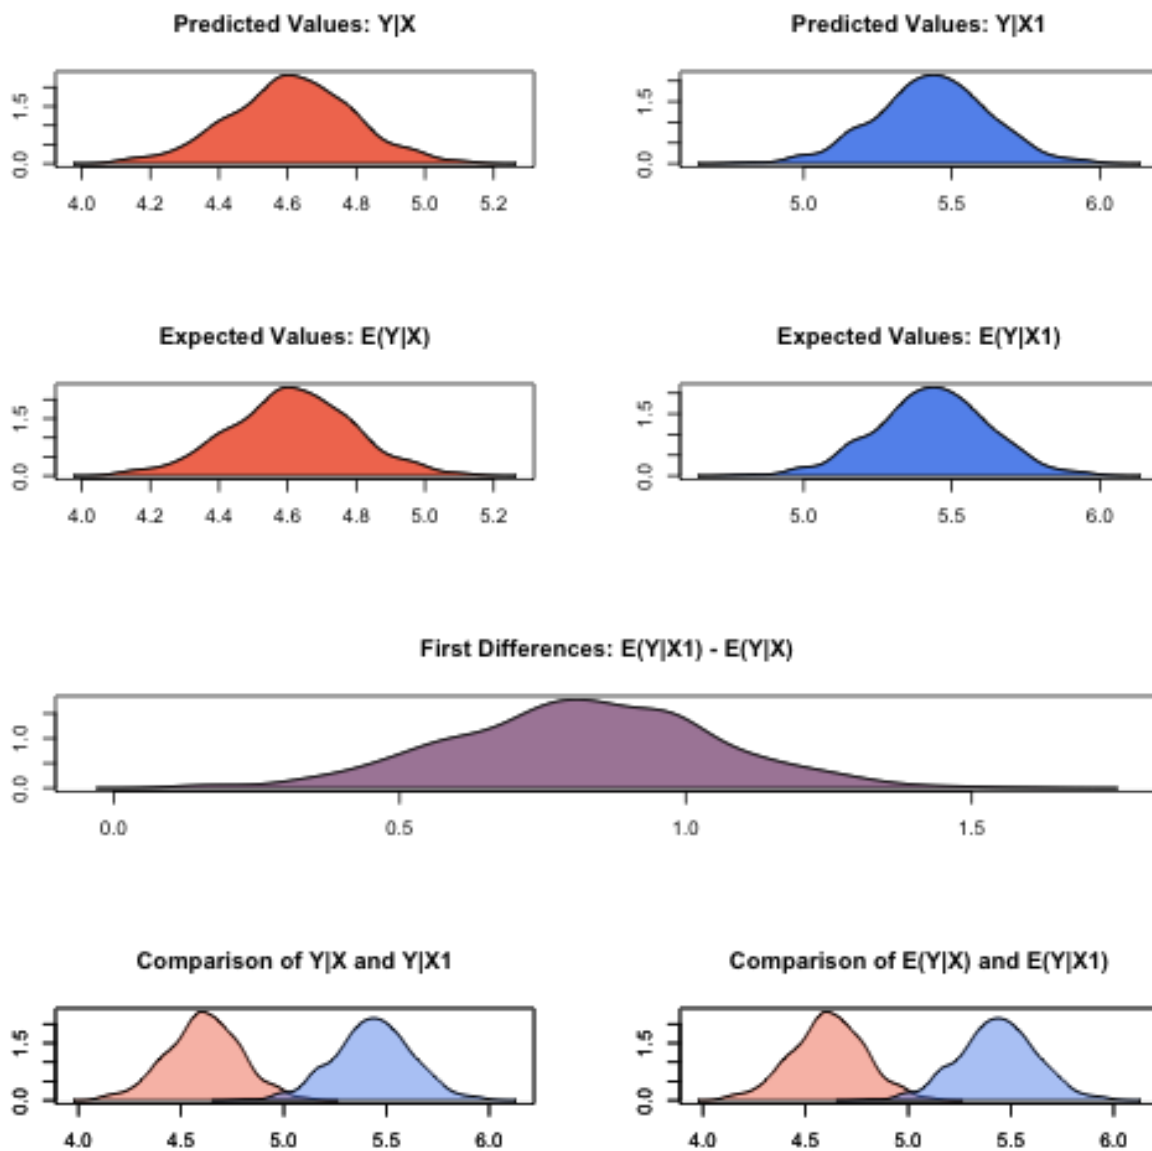 Predicted Values: Y|X
Predicted Values: Y|X1
0.0 1.5
4.0 4.2 4.4 4.6 4.8 5.0 5.2
0.0 1.5
5.0 5.5 6.0
Expected Values: E(Y|X)
Expected Values: E(Y|X1)
0.0 1.5
4.0 4.2 4.4 4.6 4.8 5.0 5.2
0.0 1.5
5.0 5.5 6.0
First Differences: E(Y|X1) - E(Y|X)
0.0 1.0
0.0 0.5 1.0 1.5
Comparison of Y|X and Y|X1
Comparison of E(Y|X) and E(Y|X1)
0.0 1.5
4.0 4.5 5.0 5.5 6.0
0.0 1.5
4.0 4.5 5.0 5.5 6.0